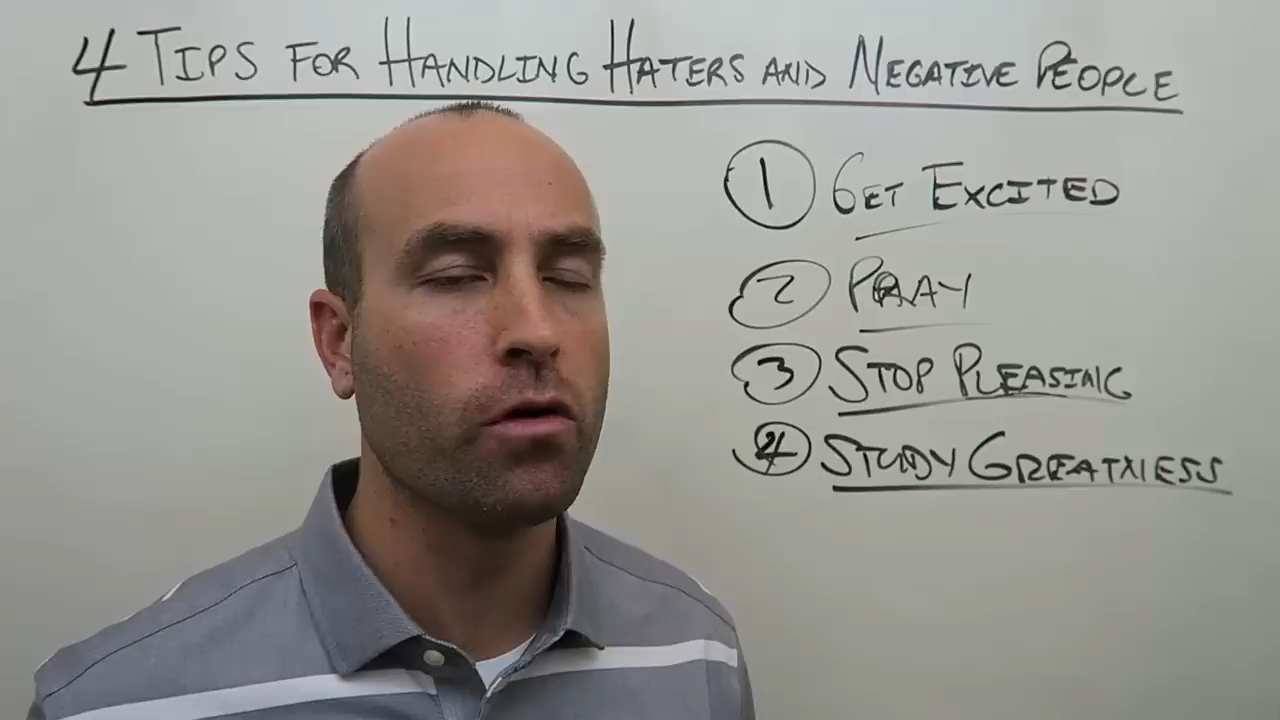 4 TIPS FOR HANDLING HATERS AND NEGATIVE PEOPLE
1 GET EXCITED
2 PRAY
3 STOP PLEASING
4 STUDY GREATNESS